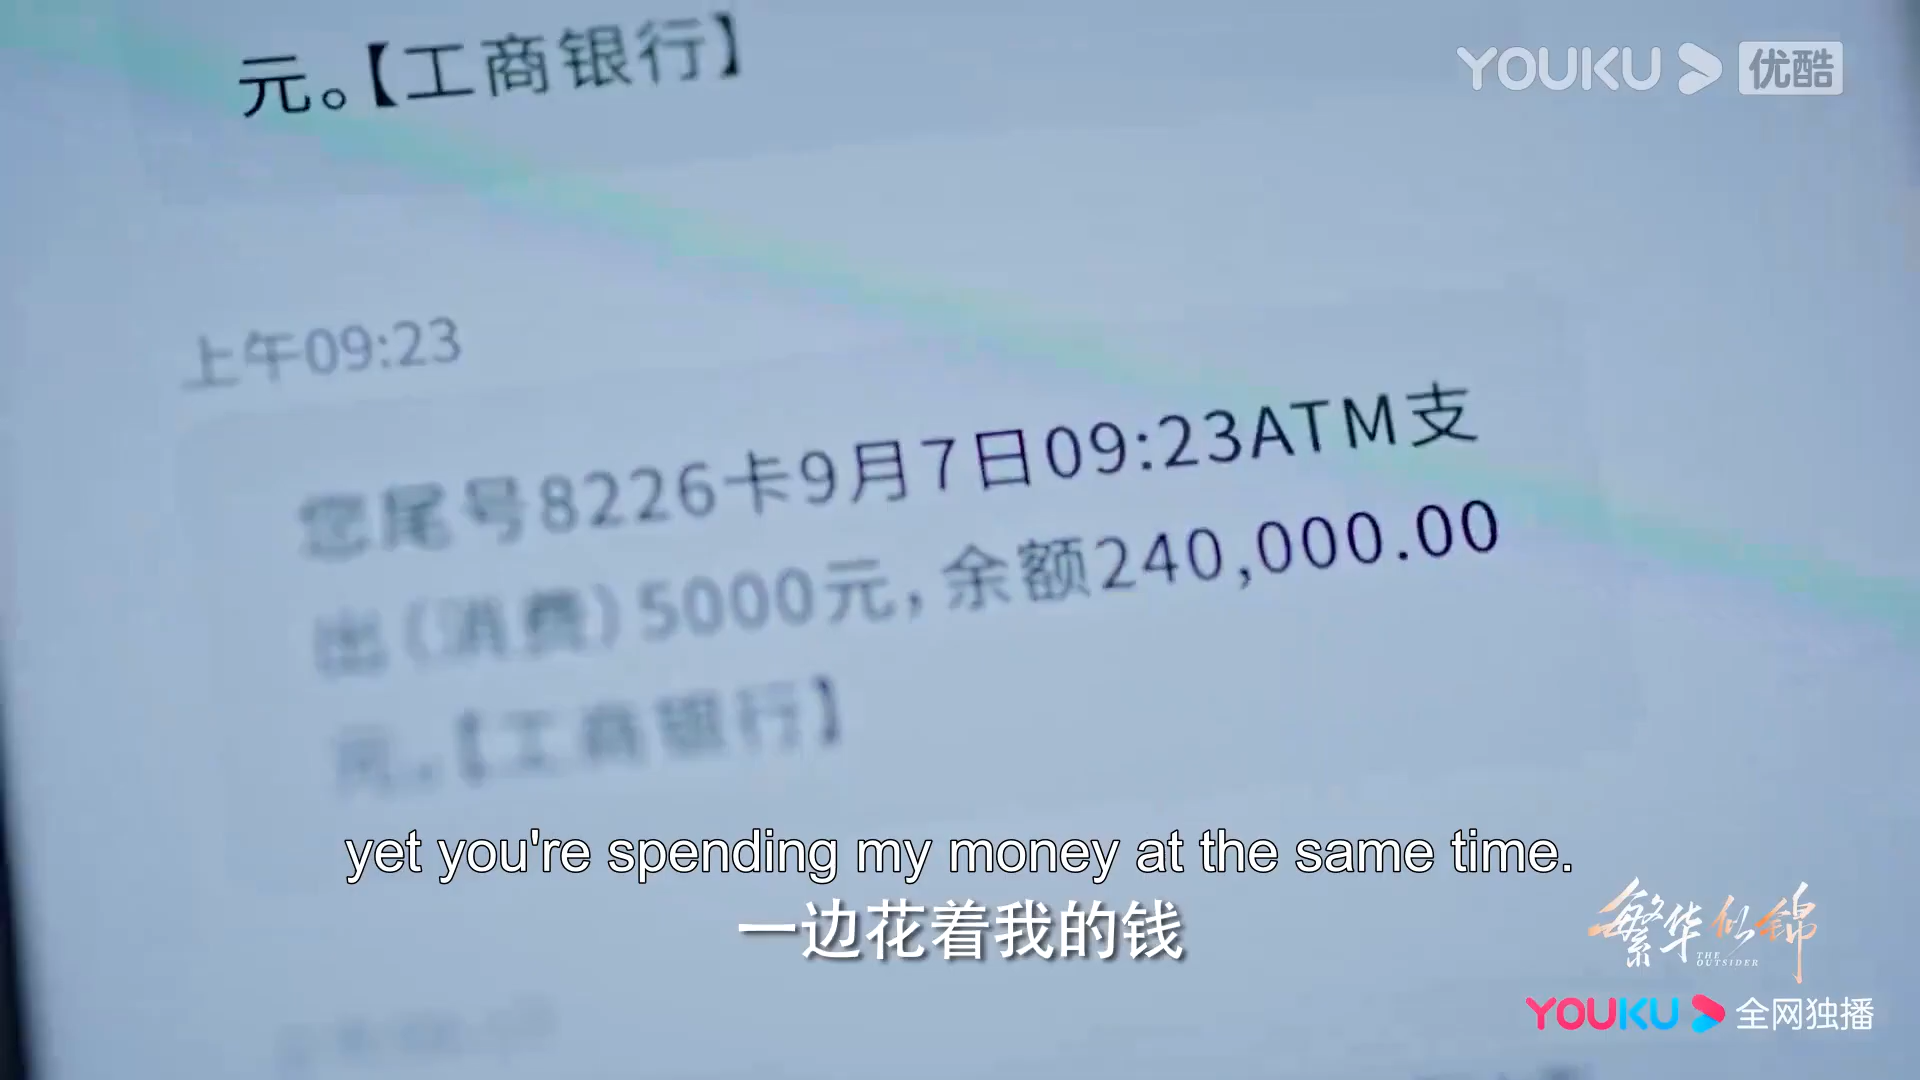 元。【工商银行】
YOUKU 优酷
上午09:23
您尾号8226卡9月7日09:23ATM支
出(消费)5000元,余额240,000.00
元。【工商银行】
yet you're spending my money at the same time.
一边花着我的钱
繁华似锦
THE OUTSIDER
YOUKU 全网独播